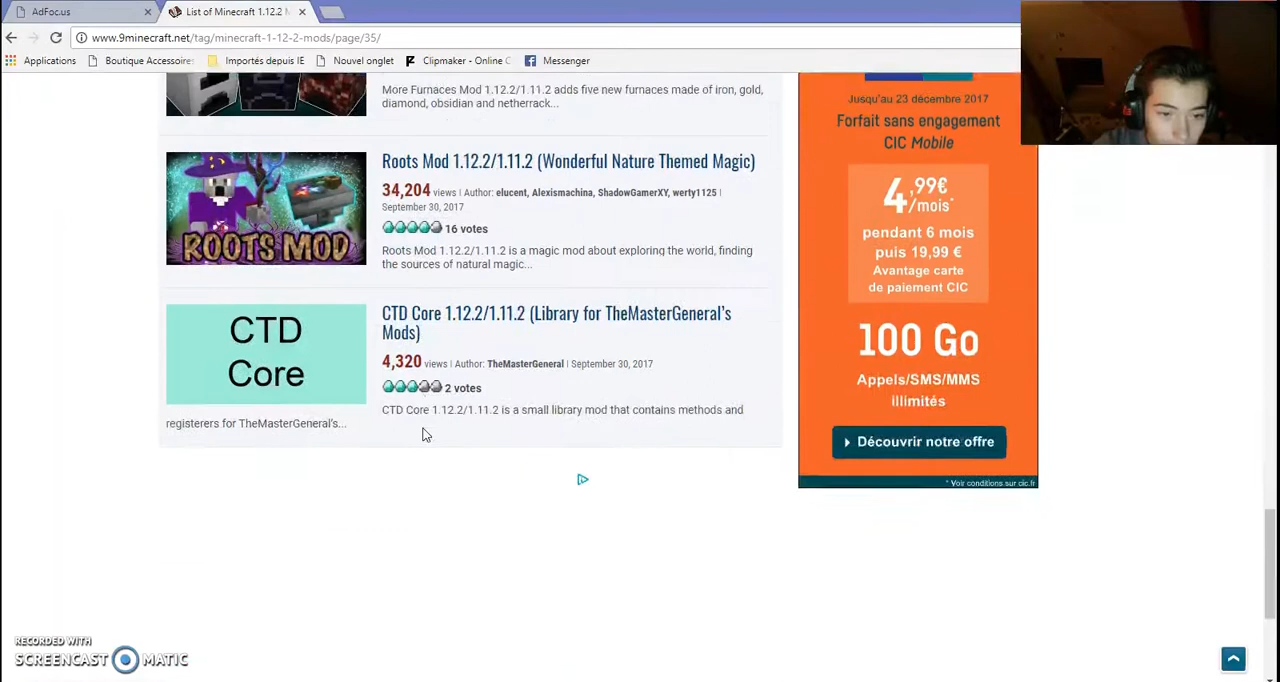 AdFoc.us
List of Minecraft 1.12.2
www.9minecraft.net/tag/minecraft-1-12-2-mods/page/35/
Applications
Boutique Accessoire
Importés depuis IE
Nouvel onglet
Clipmaker - Online C
Messenger
More Furnaces Mod 1.12.2/1.11.2 adds five new furnaces made of iron, gold,
diamond, obsidian and netherrack...
ROOTS MOD
Roots Mod 1.12.2/1.11.2 (Wonderful Nature Themed Magic)
34,204 views | Author: elucent, Alexismachina, ShadowGamerXY, werty1125 |
September 30, 2017
16 votes
Roots Mod 1.12.2/1.11.2 is a magic mod about exploring the world, finding
the sources of natural magic...
CTD
Core
CTD Core 1.12.2/1.11.2 (Library for TheMasterGeneral's
Mods)
4,320 views | Author: TheMasterGeneral | September 30, 2017
2 votes
CTD Core 1.12.2/1.11.2 is a small library mod that contains methods and
registerers for TheMasterGeneral's...
Jusqu'au 23 décembre 2017
Forfait sans engagement
CIC Mobile
4,99€
/mois*
pendant 6 mois
puis 19,99 €
Avantage carte
de paiement CIC
100 Go
Appels/SMS/MMS
illimités
Découvrir notre offre
* Voir conditions sur cic.fr
RECORDED WITH
SCREENCAST MATIC